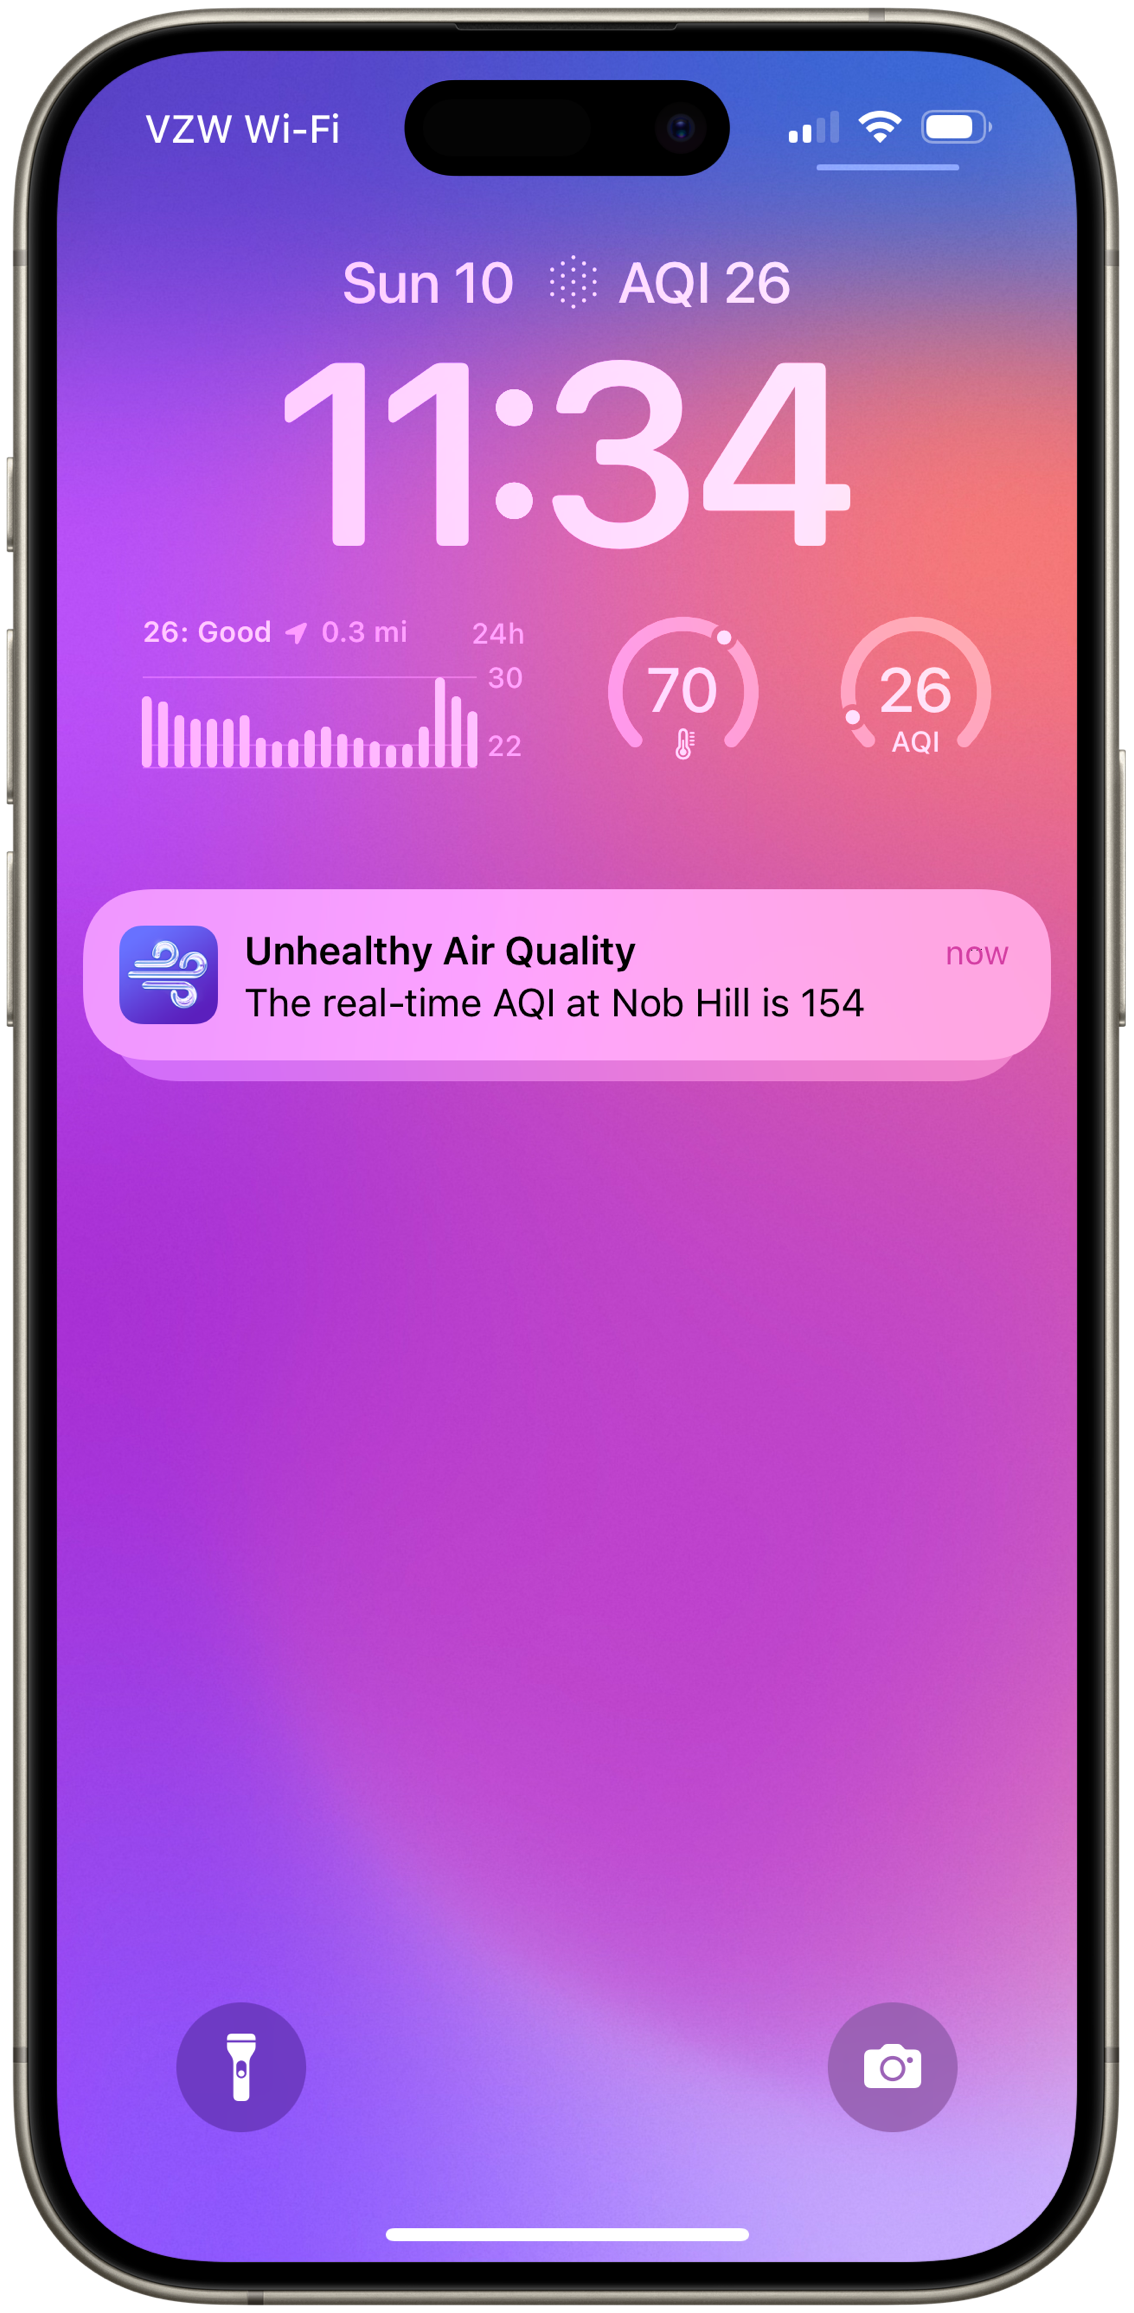 VZW Wi-Fi
Sun 10 AQI 26
11:34
26: Good 0.3 mi 24h
30
22
70
26
AQI
Unhealthy Air Quality now
The real-time AQI at Nob Hill is 154